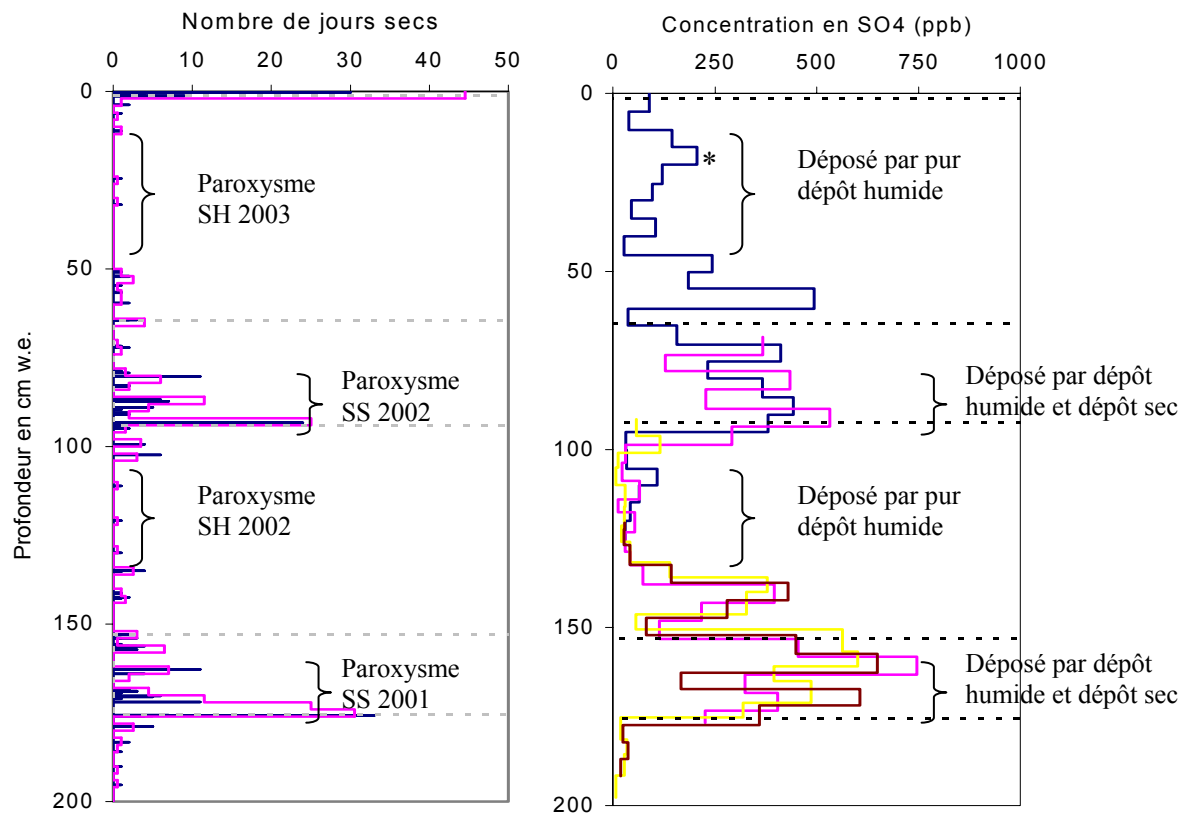 Nombre de jours secs
0 10 20 30 40 50
Profondeur en cm w.e.
0
50
100
150
200
Paroxysme
SH 2003
Paroxysme
SS 2002
Paroxysme
SH 2002
Paroxysme
SS 2001
Concentration en SO4 (ppb)
0 250 500 750 1000
0
50
100
150
200
*
Déposé par pur
dépôt humide
Déposé par dépôt
humide et dépôt sec
Déposé par pur
dépôt humide
Déposé par dépôt
humide et dépôt sec